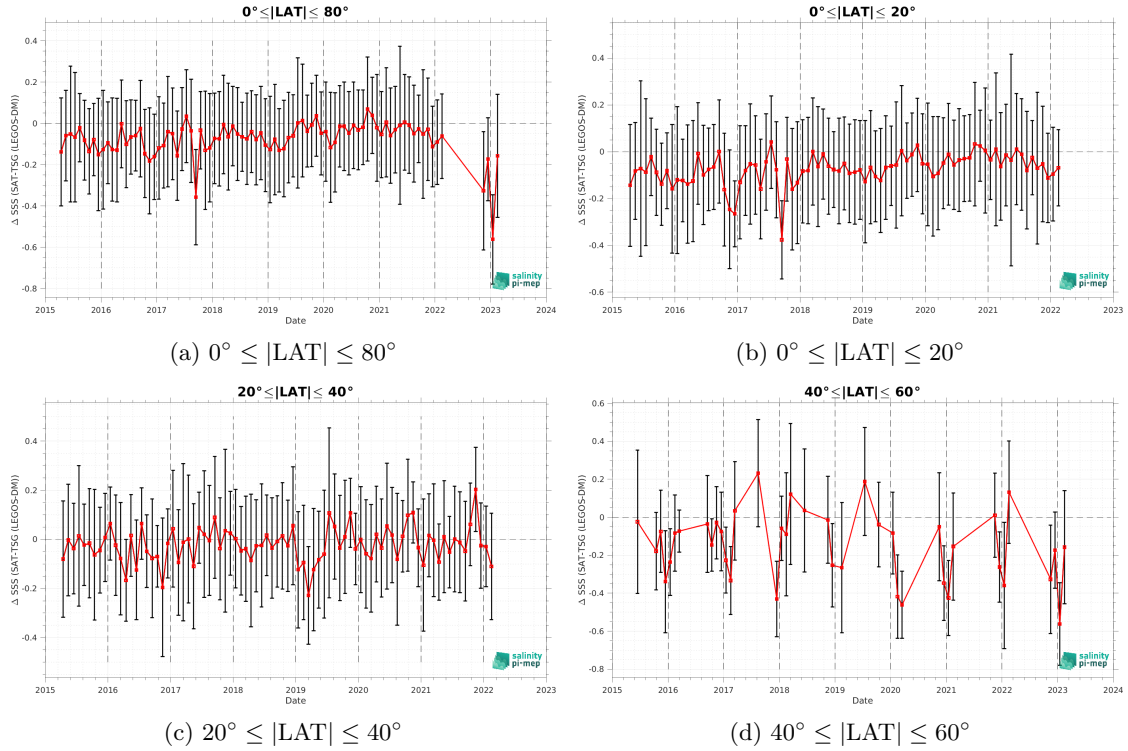 0°≤|LAT|≤ 80°
Δ SSS (SAT-TSG (LEGOS-DM))
0.4
0.2
0
-0.2
-0.4
-0.6
-0.8
2015 2016 2017 2018 2019 2020 2021 2022 2023 2024
Date
salinity
pi-mep
(a) 0° ≤ |LAT| ≤ 80°
0°≤|LAT|≤ 20°
Δ SSS (SAT-TSG (LEGOS-DM))
0.4
0.2
0
-0.2
-0.4
-0.6
2015 2016 2017 2018 2019 2020 2021 2022 2023
Date
salinity
pi-mep
(b) 0° ≤ |LAT| ≤ 20°
20°≤|LAT|≤ 40°
Δ SSS (SAT-TSG (LEGOS-DM))
0.4
0.2
0
-0.2
-0.4
2015 2016 2017 2018 2019 2020 2021 2022 2023
Date
salinity
pi-mep
(c) 20° ≤ |LAT| ≤ 40°
40°≤|LAT|≤ 60°
Δ SSS (SAT-TSG (LEGOS-DM))
0.6
0.4
0.2
0
-0.2
-0.4
-0.6
-0.8
2015 2016 2017 2018 2019 2020 2021 2022 2023 2024
Date
salinity
pi-mep
(d) 40° ≤ |LAT| ≤ 60°